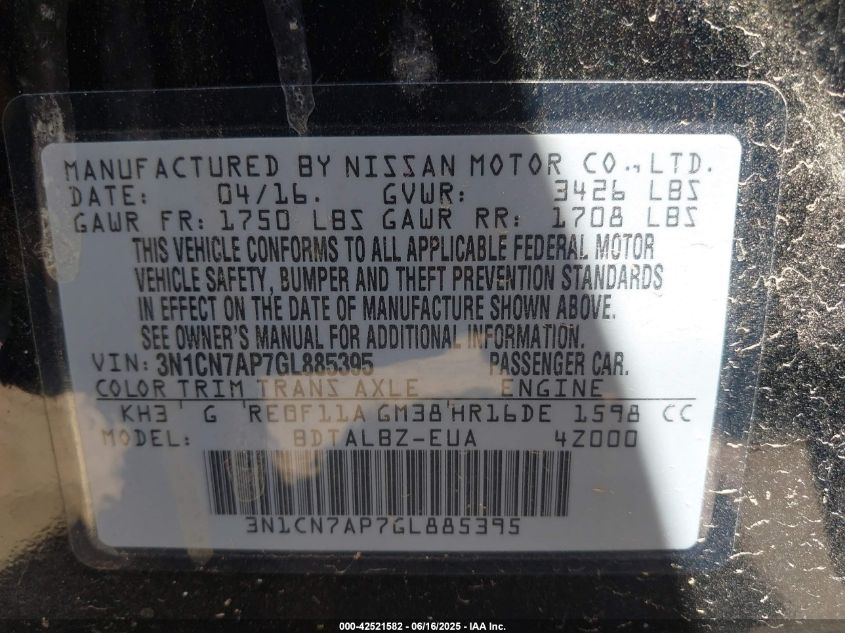 MANUFACTURED BY NISSAN MOTOR CO., LTD.
DATE: 04/16. GVWR: 3426 LBS
GAWR FR: 1750 LBS GAWR RR: 1708 LBS
THIS VEHICLE CONFORMS TO ALL APPLICABLE FEDERAL MOTOR
VEHICLE SAFETY, BUMPER AND THEFT PREVENTION STANDARDS
IN EFFECT ON THE DATE OF MANUFACTURE SHOWN ABOVE.
SEE OWNER'S MANUAL FOR ADDITIONAL INFORMATION.
VIN: 3N1CN7AP7GL885395 PASSENGER CAR.
COLOR TRIM TRANS AXLE ENGINE
KH3 G RE0F11A GM38 HR16DE 1598 CC
MODEL: BDTALBZ-EUA 4Z000
3N1CN7AP7GL885395
000-42521582 - 06/16/2025 - IAA Inc.